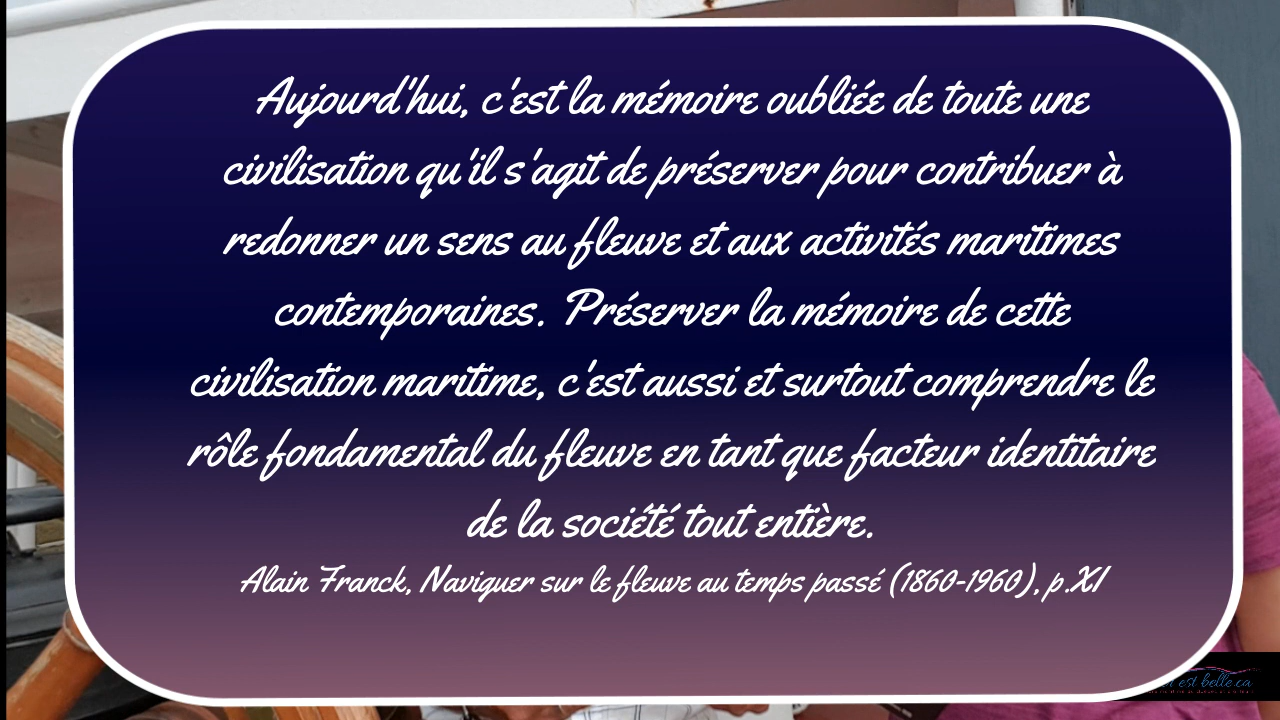 Aujourd'hui, c'est la mémoire oubliée de toute une
civilisation qu'il s'agit de préserver pour contribuer à
redonner un sens au fleuve et aux activités maritimes
contemporaines. Préserver la mémoire de cette
civilisation maritime, c'est aussi et surtout comprendre le
rôle fondamental du fleuve en tant que facteur identitaire
de la société tout entière.
Alain Franck, Naviguer sur le fleuve au temps passé (1860-1960), p.XI
est belle.ca